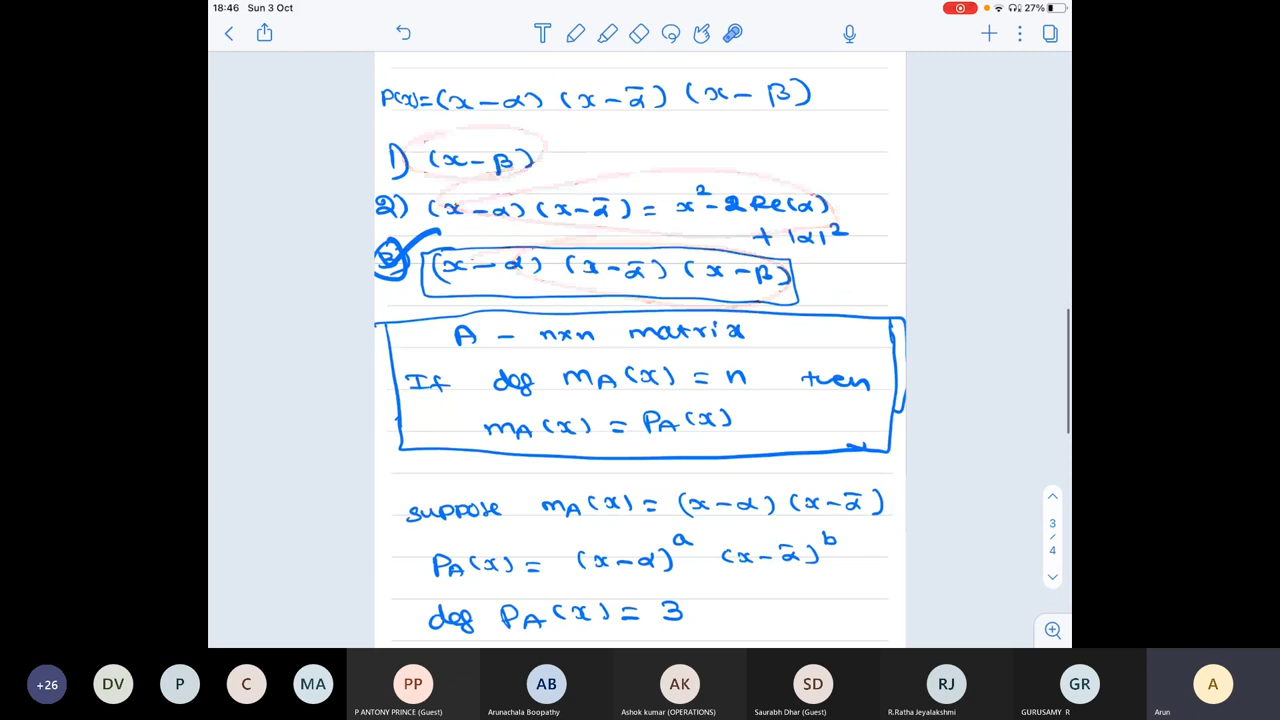 18:46 Sun 3 Oct
27%
P(x)=(x-α) (x-ᾱ) (x-β)
1) (x-β)
2) (x-α)(x-ᾱ) = x²-2Re(α)
+ |α|²
3) (x-α) (x-ᾱ) (x-β)
A - n×n matrix
If deg m_A(x) = n then
m_A(x) = P_A(x)
suppose m_A(x) = (x-α)(x-ᾱ)
P_A(x) = (x-α)^a (x-ᾱ)^b
deg P_A(x) = 3
3
/
4
+26
DV
P
C
MA
PP
AB
AK
SD
RJ
GR
A
P ANTONY PRINCE (Guest)
Arunachala Boopathy
Ashok kumar (OPERATIONS)
Saurabh Dhar (Guest)
R.Ratha Jeyalakshmi
GURUSAMY R
Arun